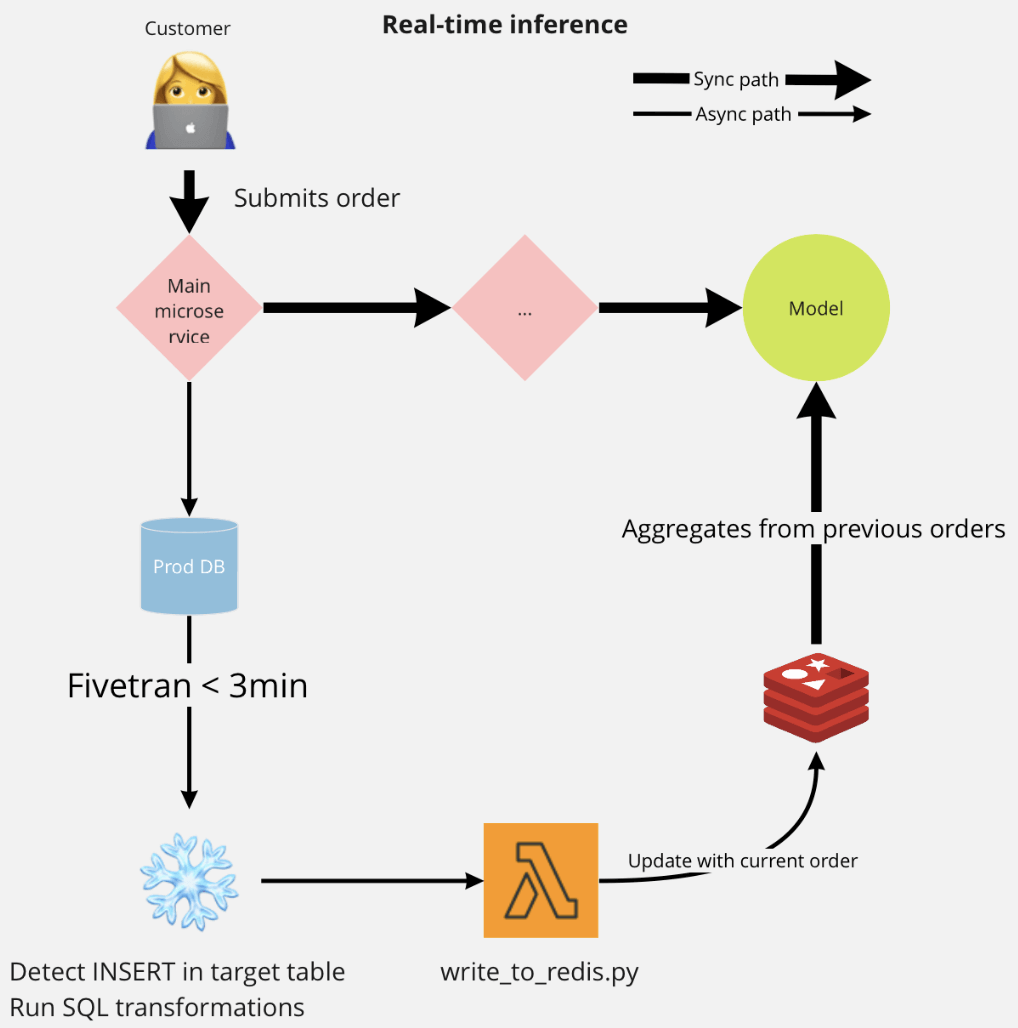 Real-time inference
Customer
Sync path
Async path
Submits order
Main
microse
rvice
...
Model
Prod DB
Aggregates from previous orders
Fivetran < 3min
Update with current order
Detect INSERT in target table
Run SQL transformations
write_to_redis.py